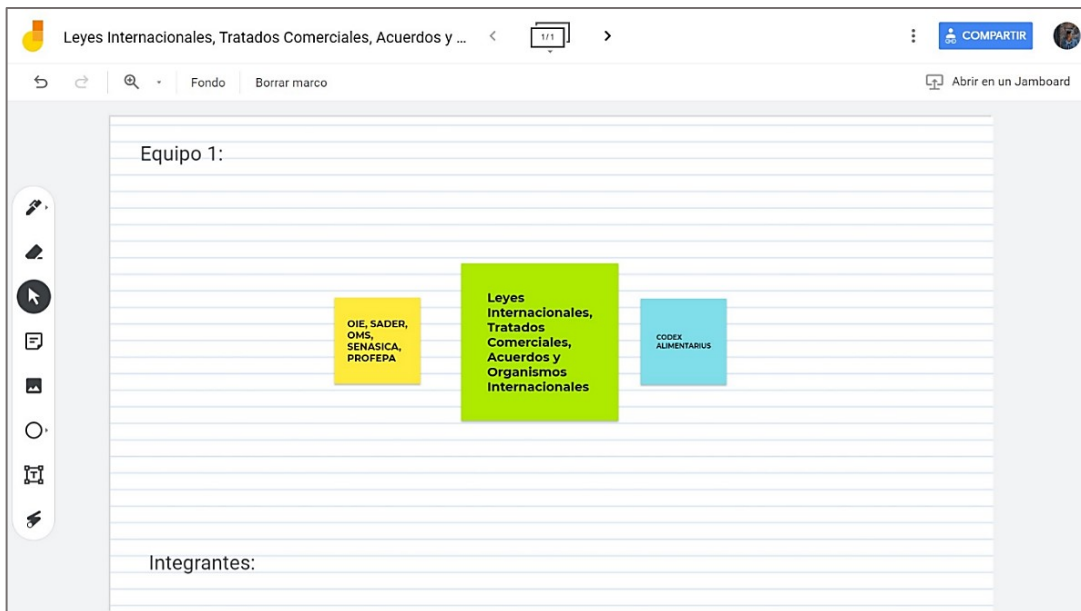 Leyes Internacionales, Tratados Comerciales, Acuerdos y ...
1/1
COMPARTIR
Fondo
Borrar marco
Abrir en un Jamboard
Equipo 1:
OIE, SADER,
OMS,
SENASICA,
PROFEPA
Leyes
Internacionales,
Tratados
Comerciales,
Acuerdos y
Organismos
Internacionales
CODEX
ALIMENTARIUS
Integrantes: